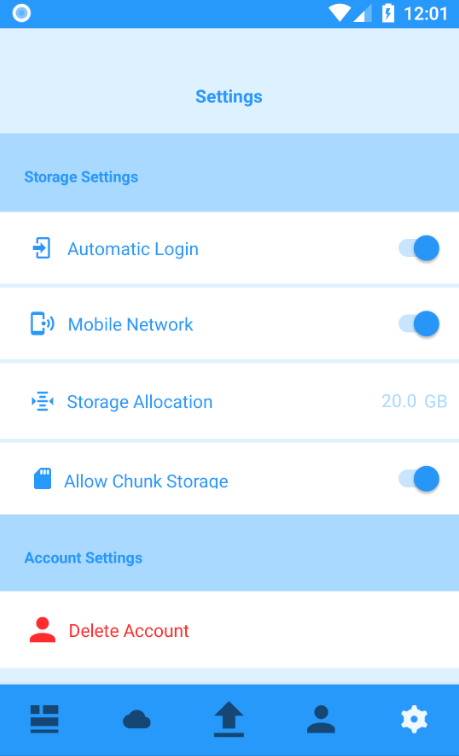 12:01
Settings
Storage Settings
Automatic Login
Mobile Network
Storage Allocation 20.0 GB
Allow Chunk Storage
Account Settings
Delete Account